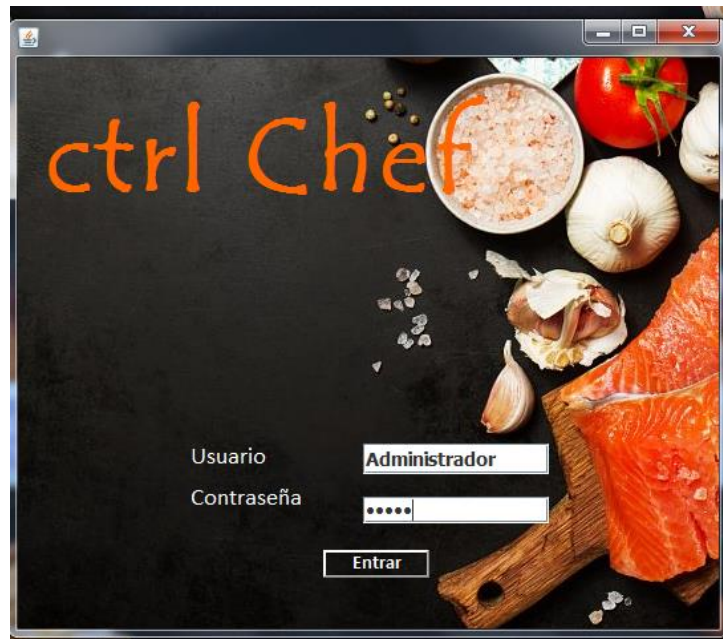 ctrl Chef
Usuario
Administrador
Contraseña
•••••
Entrar